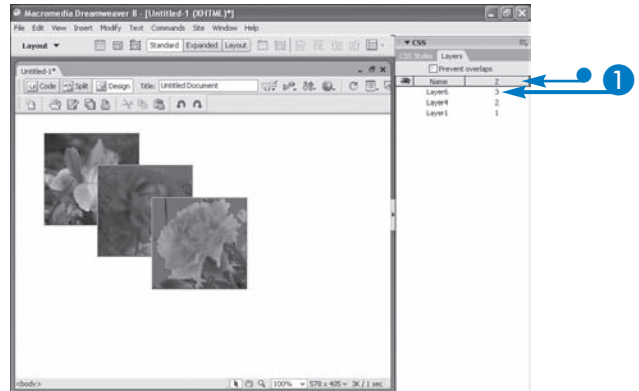 Macromedia Dreamweaver 8 - [Untitled-1 (XHTML)*]
File Edit View Insert Modify Text Commands Site Window Help
Layout Standard Expanded Layout
CSS
CSS Styles Layers
Prevent overlaps
Name Z
Layer6 3
Layer4 2
Layer1 1
Untitled-1*
Code Split Design Title: Untitled Document
<body> 100% 578 x 405 3K / 1 sec
1